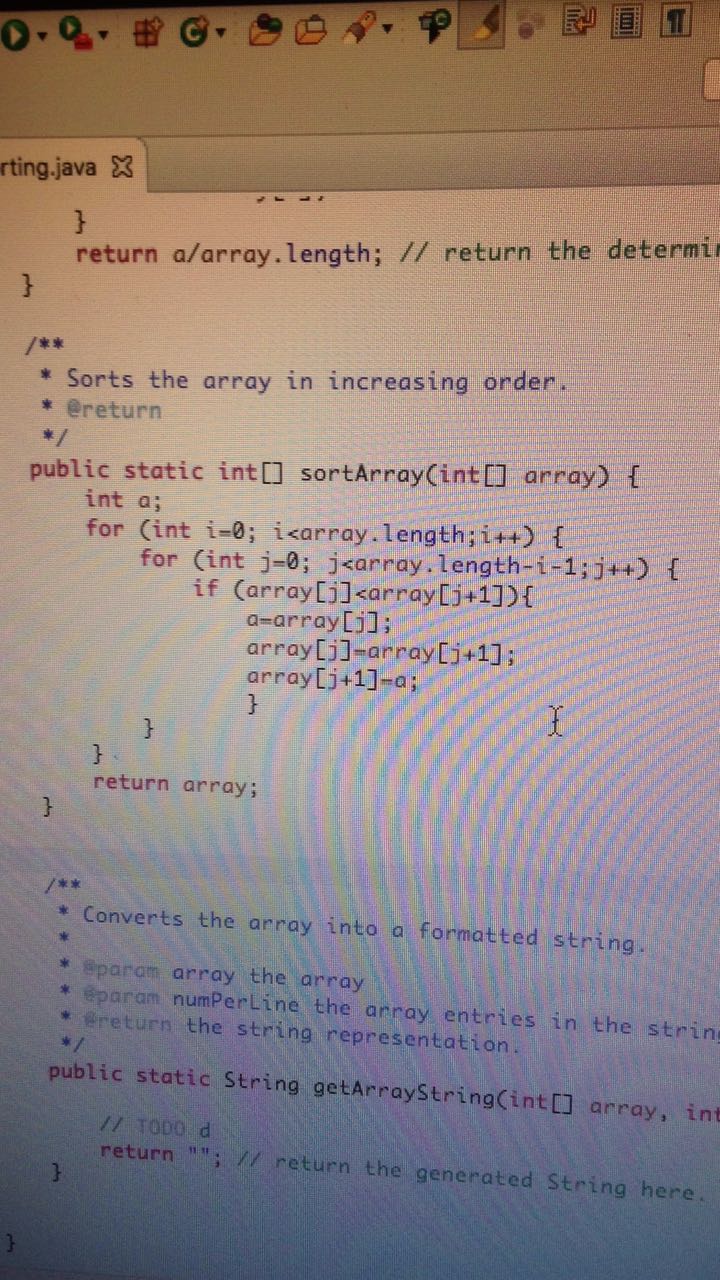 rting.java
}
return a/array.length; // return the determi
}
/**
* Sorts the array in increasing order.
* @return
*/
public static int[] sortArray(int[] array) {
int a;
for (int i=0; i<array.length;i++) {
for (int j=0; j<array.length-i-1;j++) {
if (array[j]<array[j+1]){
a=array[j];
array[j]=array[j+1];
array[j+1]=a;
}
}
}
return array;
}
/**
* Converts the array into a formatted string.
*
* @param array the array
* @param numPerLine the array entries in the string
* @return the string representation.
*/
public static String getArrayString(int[] array, int
// TODO d
return ""; // return the generated String here.
}
}